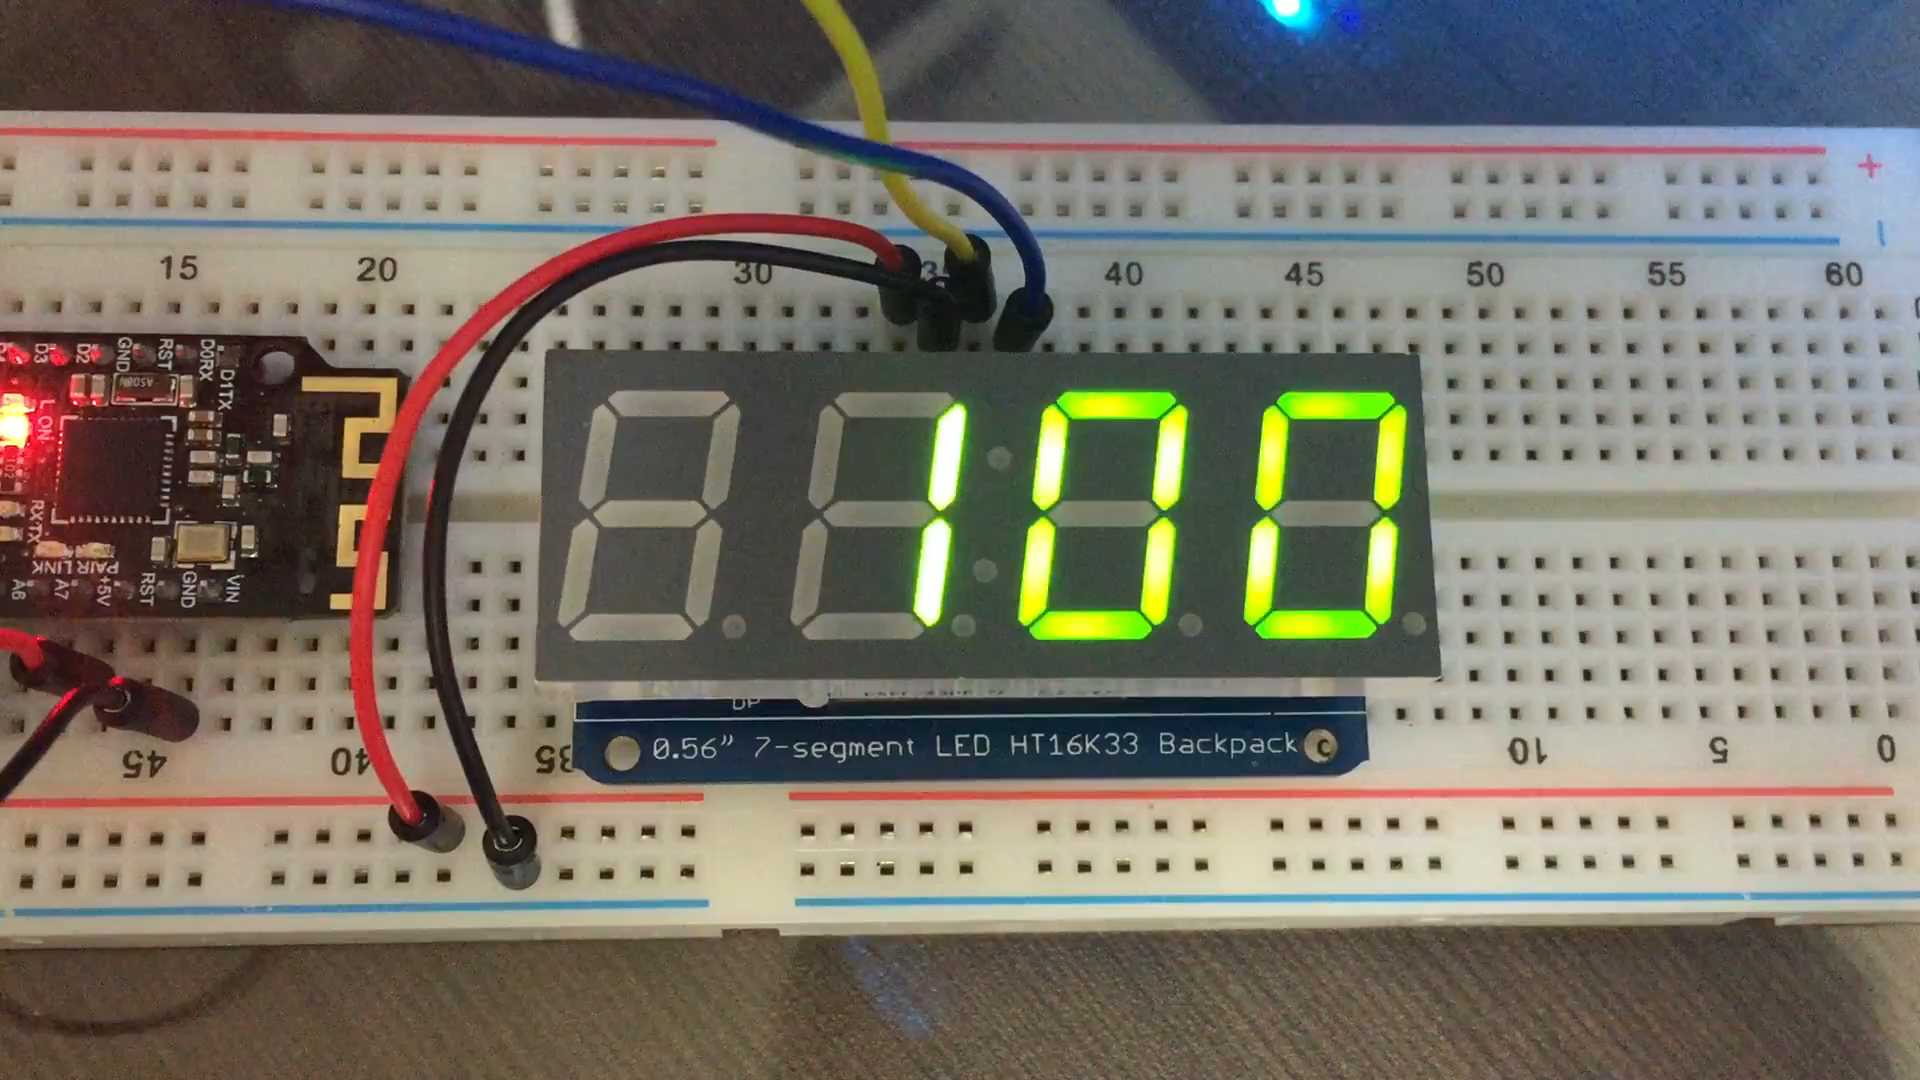 +
15 20 30 40 45 50 55 60
D3 D2 GND RST D0RX D1TX
L ON
A508N
100
RXTX
LINK PAIR
A6 A7 +5V RST GND VIN
DP
0.56” 7-segment LED HT16K33 Backpack C
45 40 35 10 5 0